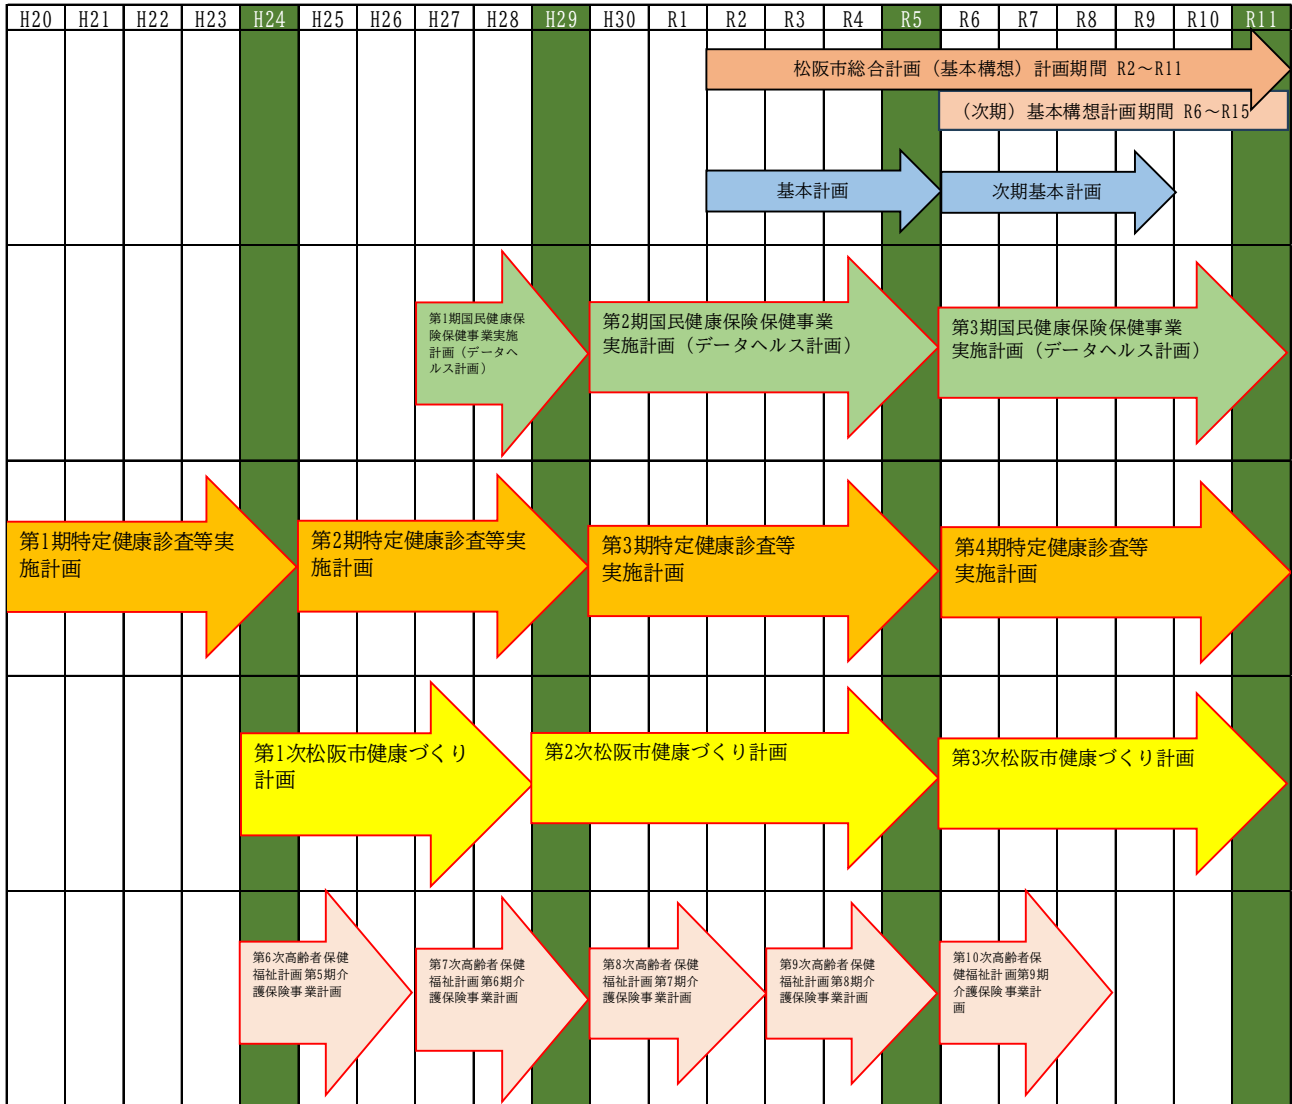 H20 H21 H22 H23 H24 H25 H26 H27 H28 H29 H30 R1 R2 R3 R4 R5 R6 R7 R8 R9 R10 R11
松阪市総合計画（基本構想）計画期間 R2～R11
（次期）基本構想計画期間 R6～R15
基本計画
次期基本計画
第1期国民健康保
険保健事業実施
計画（データヘ
ルス計画）
第2期国民健康保険保健事業
実施計画（データヘルス計画）
第3期国民健康保険保健事業
実施計画（データヘルス計画）
第1期特定健康診査等実
施計画
第2期特定健康診査等実
施計画
第3期特定健康診査等
実施計画
第4期特定健康診査等
実施計画
第1次松阪市健康づくり
計画
第2次松阪市健康づくり計画
第3次松阪市健康づくり計画
第6次高齢者保健
福祉計画第5期介
護保険事業計画
第7次高齢者保健
福祉計画第6期介
護保険事業計画
第8次高齢者保健
福祉計画第7期介
護保険事業計画
第9次高齢者保健
福祉計画第8期介
護保険事業計画
第10次高齢者保
健福祉計画第9期
介護保険事業計
画